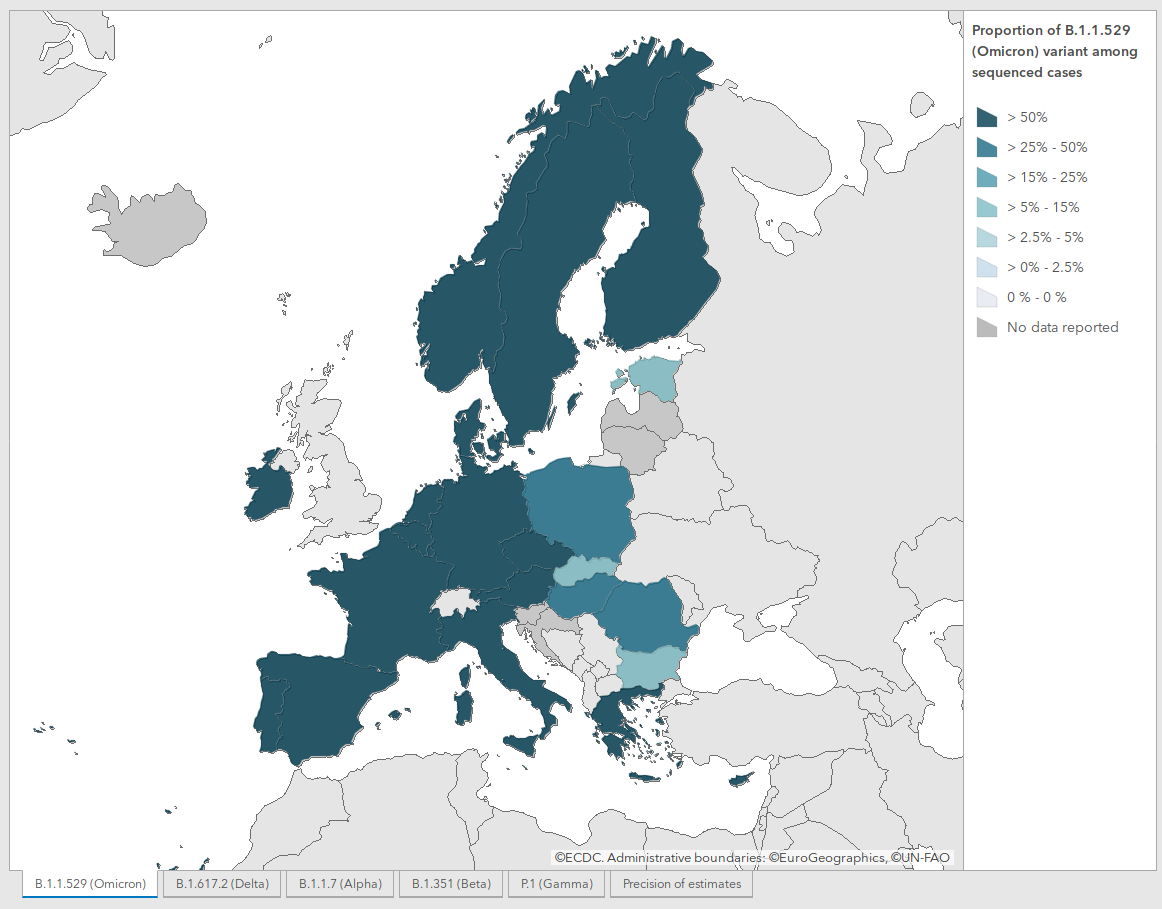 Proportion of B.1.1.529
(Omicron) variant among
sequenced cases
> 50%
> 25% - 50%
> 15% - 25%
> 5% - 15%
> 2.5% - 5%
> 0% - 2.5%
0 % - 0 %
No data reported
©ECDC. Administrative boundaries: ©EuroGeographics, ©UN-FAO
B.1.1.529 (Omicron) B.1.617.2 (Delta) B.1.1.7 (Alpha) B.1.351 (Beta) P.1 (Gamma) Precision of estimates